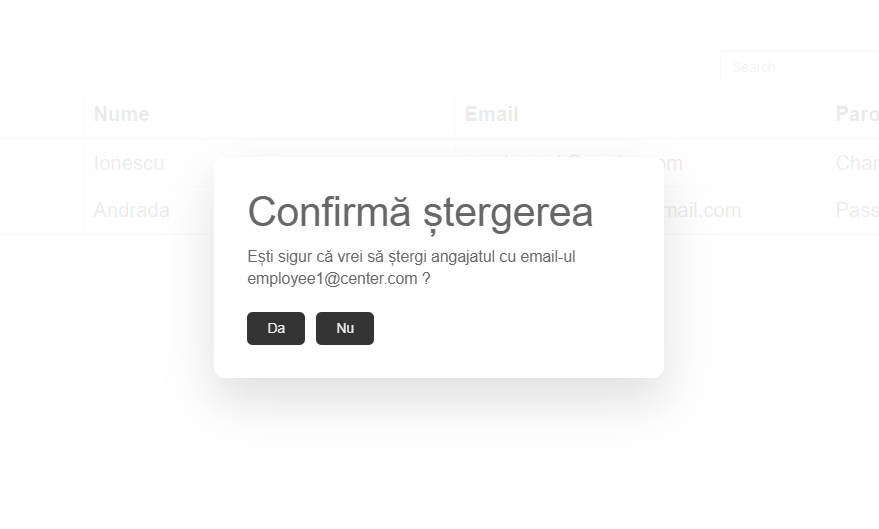 Search
Nume Email
Ionescu
Andrada
Confirmă ștergerea
Ești sigur că vrei să ștergi angajatul cu email-ul
employee1@center.com ?
Da Nu